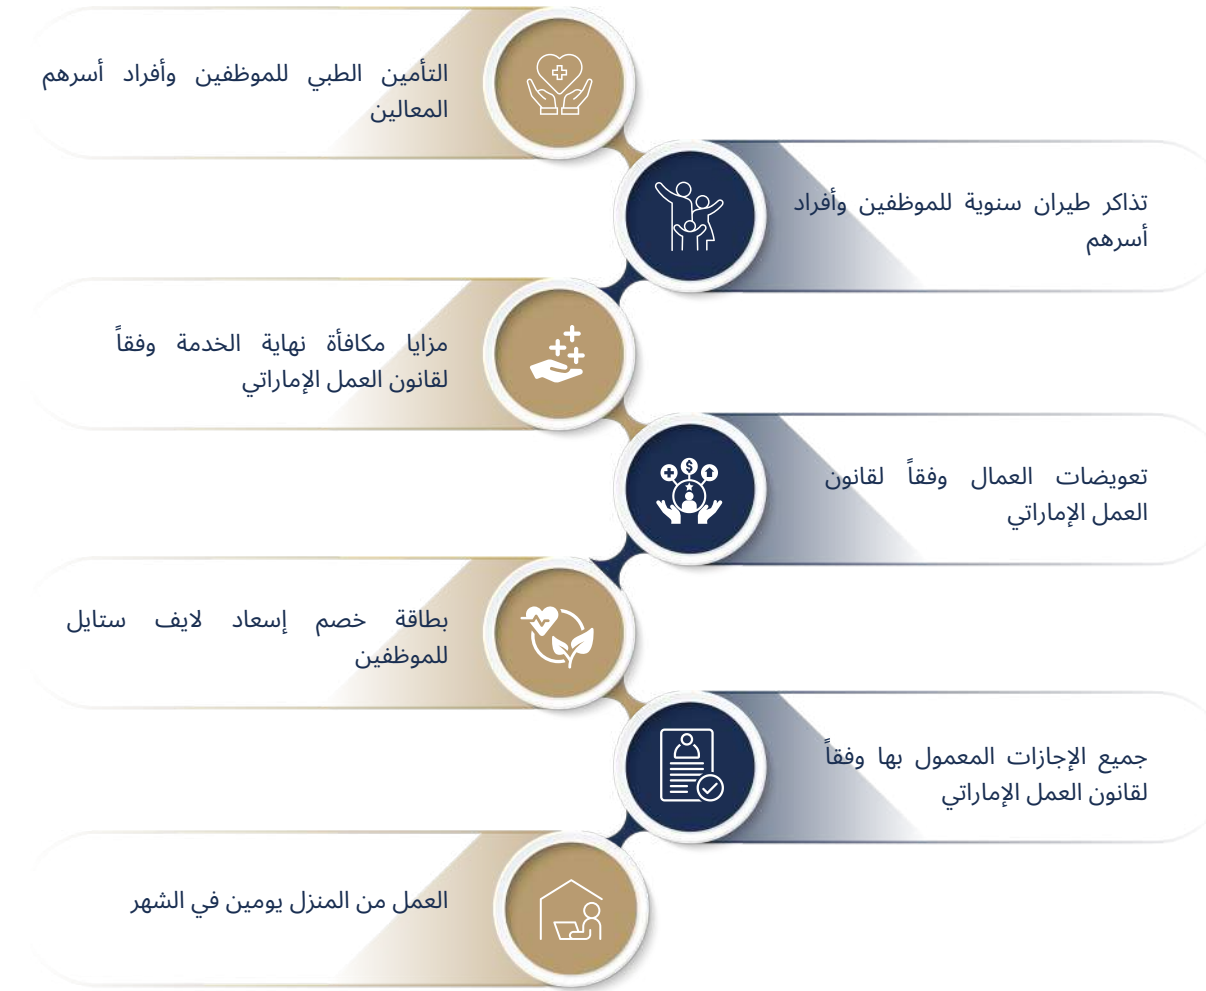 التأمين الطبي للموظفين وأفراد أسرهم
المعالين
تذاكر طيران سنوية للموظفين وأفراد
أسرهم
مزايا مكافأة نهاية الخدمة وفقاً
لقانون العمل الإماراتي
تعويضات العمال وفقاً لقانون
العمل الإماراتي
بطاقة خصم إسعاد لايف ستايل
للموظفين
جميع الإجازات المعمول بها وفقاً
لقانون العمل الإماراتي
العمل من المنزل يومين في الشهر